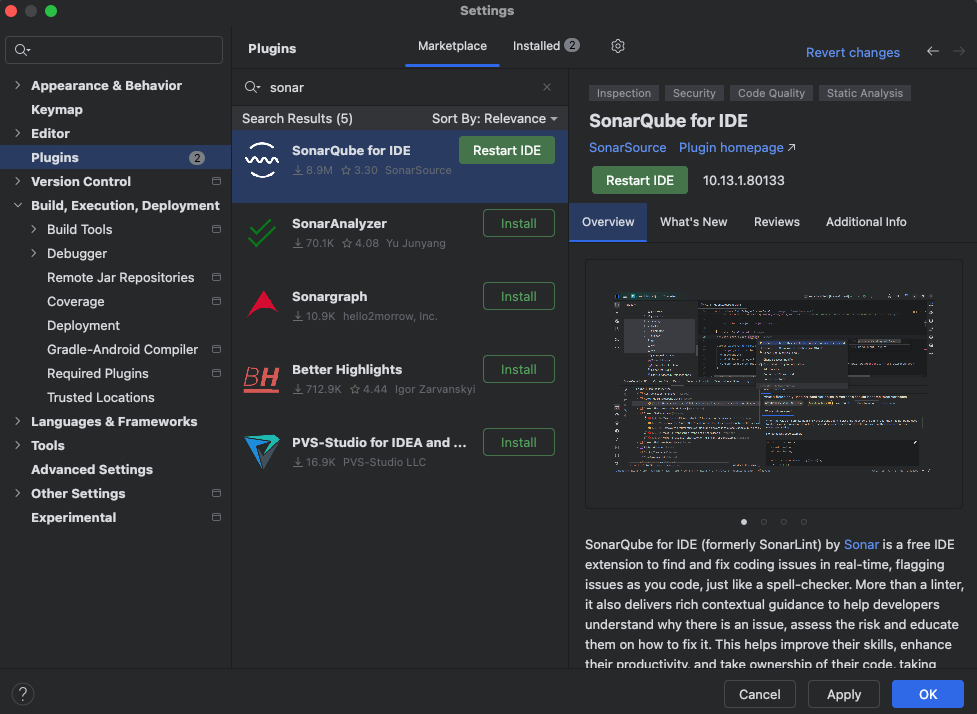 Settings
Plugins
Marketplace
Installed 2
Revert changes
Appearance & Behavior
Keymap
Editor
Plugins 2
Version Control
Build, Execution, Deployment
Build Tools
Debugger
Remote Jar Repositories
Coverage
Deployment
Gradle-Android Compiler
Required Plugins
Trusted Locations
Languages & Frameworks
Tools
Advanced Settings
Other Settings
Experimental
?
sonar
Search Results (5) Sort By: Relevance
SonarQube for IDE Restart IDE
8.9M 3.30 SonarSource
SonarAnalyzer Install
70.1K 4.08 Yu Junyang
Sonargraph Install
10.9K hello2morrow, Inc.
BH
Better Highlights Install
712.9K 4.44 Igor Zarvanskyi
PVS-Studio for IDEA and ... Install
16.9K PVS-Studio LLC
Inspection Security Code Quality Static Analysis
SonarQube for IDE
SonarSource Plugin homepage ↗
Restart IDE 10.13.1.80133
Overview What's New Reviews Additional Info
SonarQube for IDE (formerly SonarLint) by Sonar is a free IDE
extension to find and fix coding issues in real-time, flagging
issues as you code, just like a spell-checker. More than a linter,
it also delivers rich contextual guidance to help developers
understand why there is an issue, assess the risk and educate
them on how to fix it. This helps improve their skills, enhance
their productivity, and take ownership of their code, taking
Cancel Apply OK